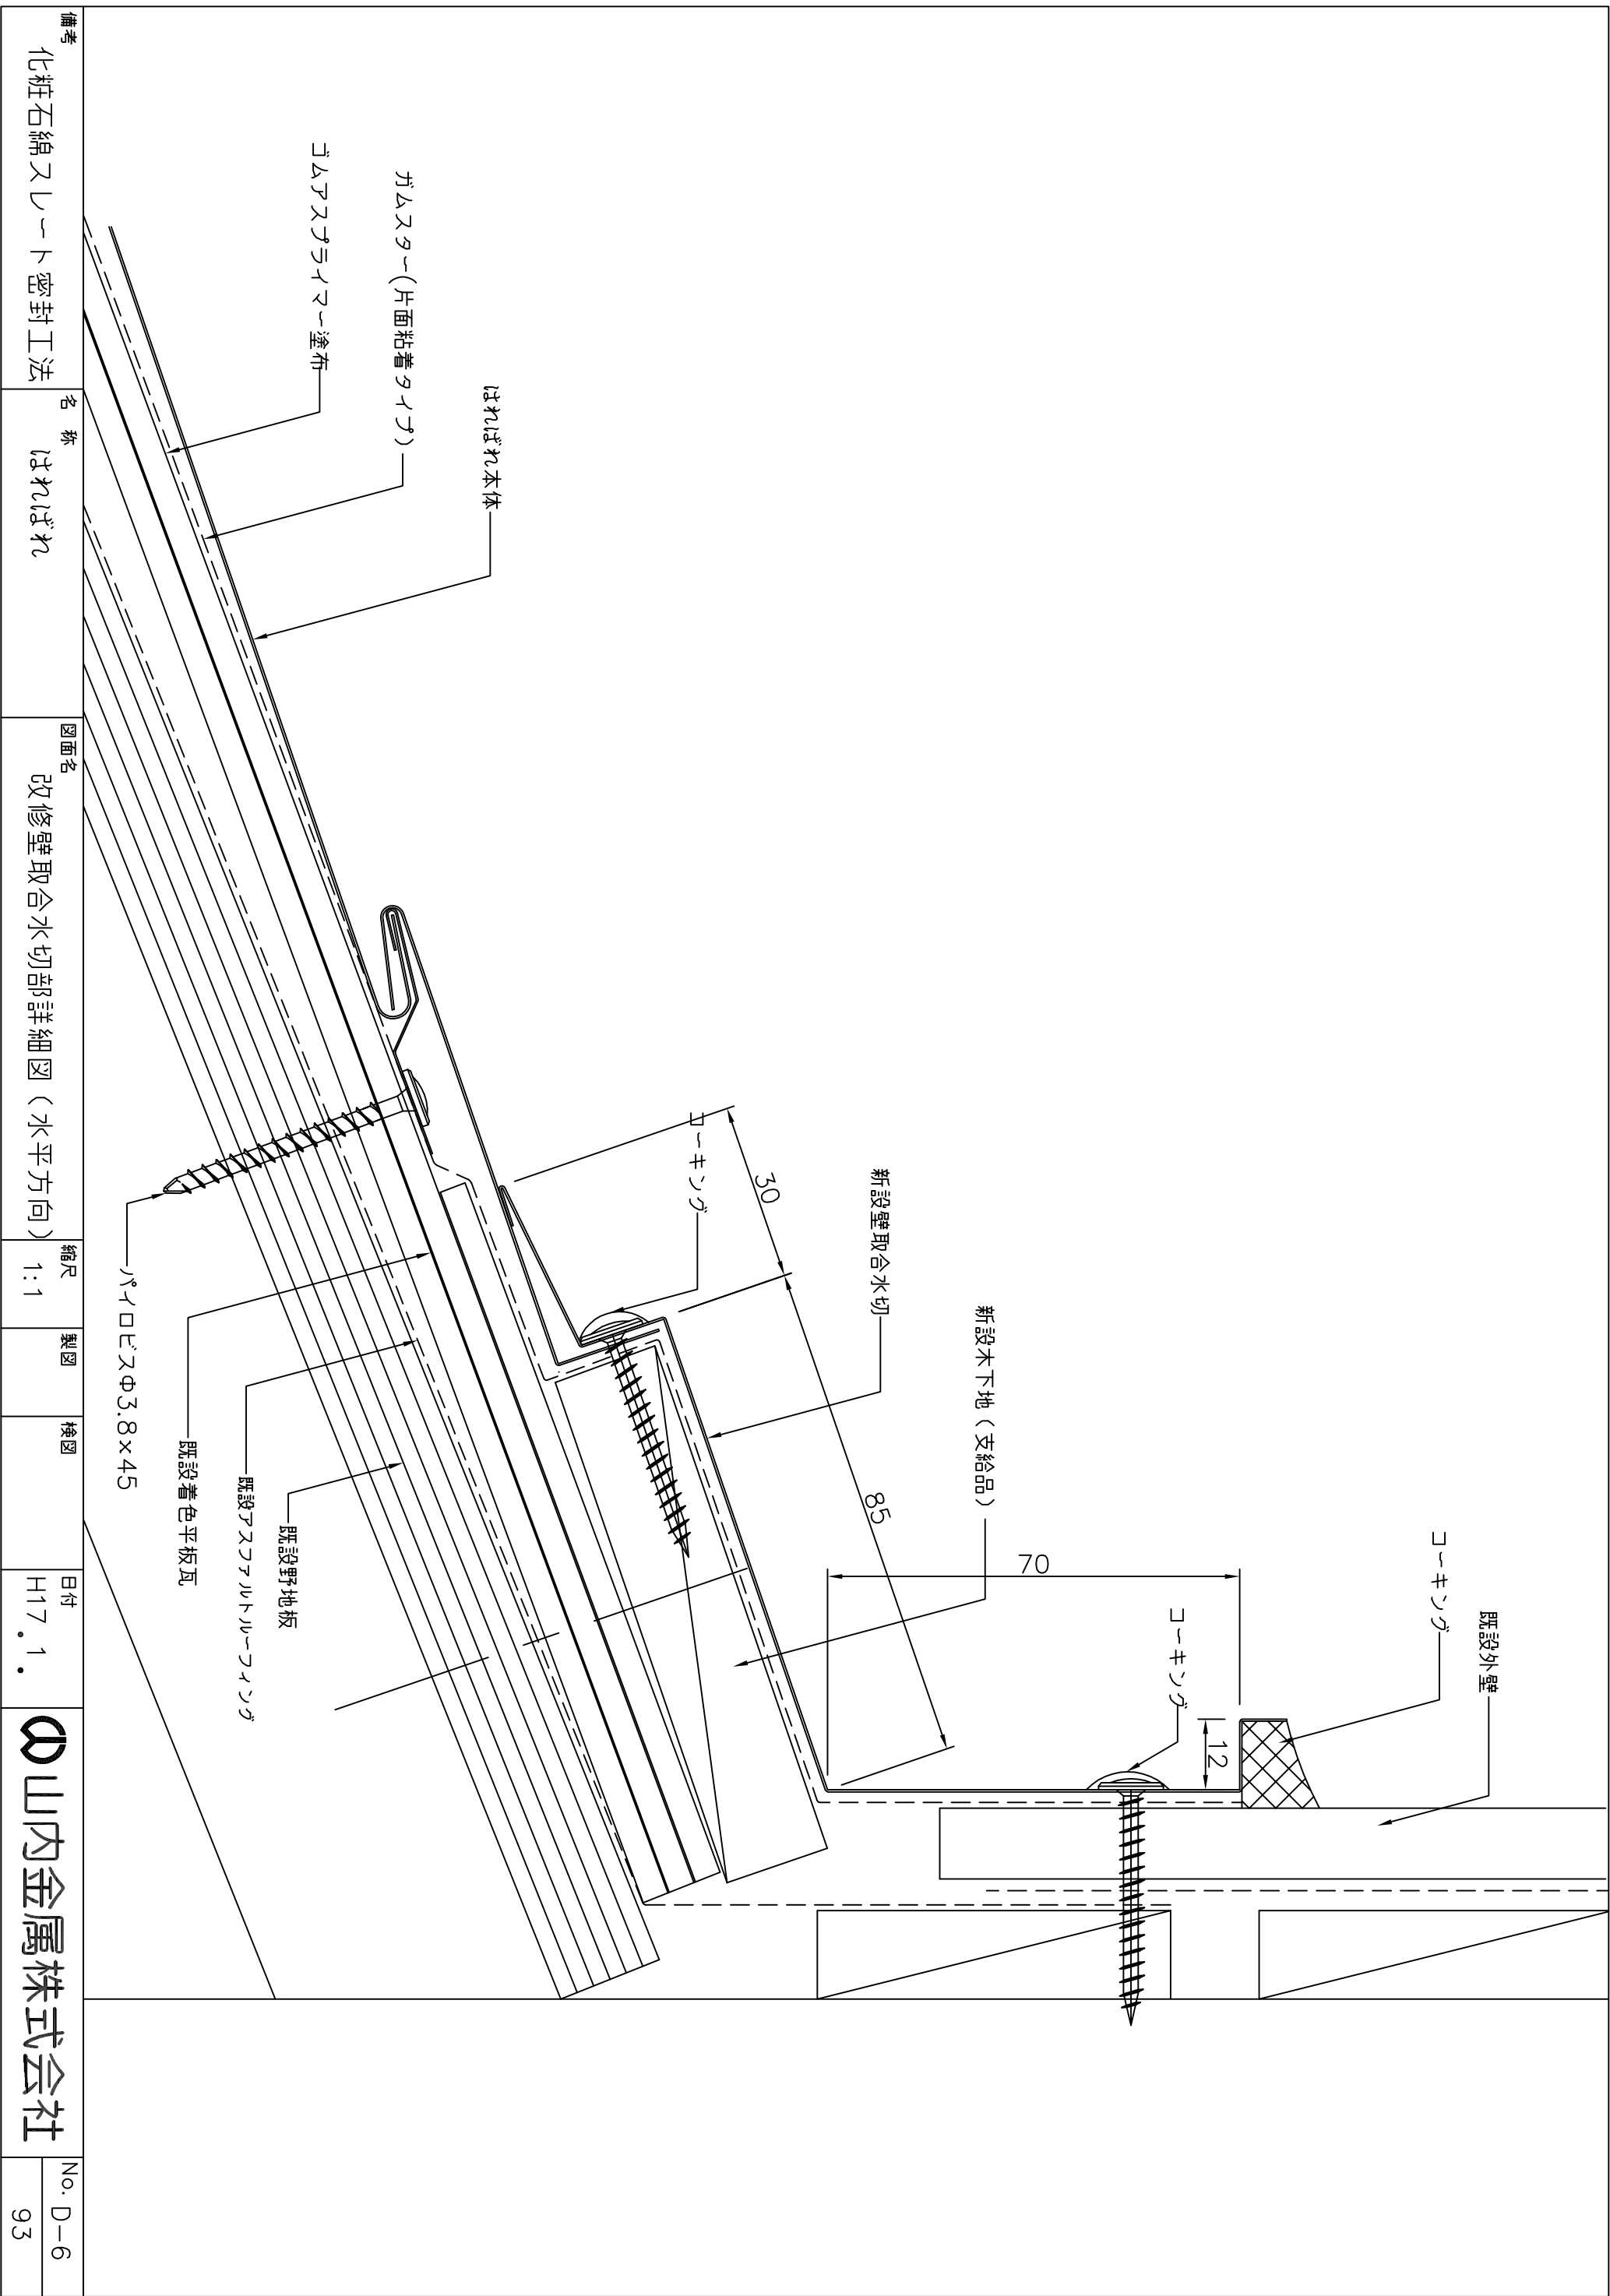 既設外壁
コーキング
コーキング
12
70
新設木下地（支給品）
85
新設壁取合水切
30
コーキング
はればれ本体
ガムスター(片面粘着タイプ)
ゴムアスプライマー塗布
既設野地板
既設アスファルトルーフィング
既設着色平板瓦
パイロビスΦ3.8x45
備考
化粧石綿スレート密封工法
名 称
はればれ
図面名
改修壁取合水切部詳細図（水平方向）
縮尺
1:1
製図
検図
日付
H17.1.
山内金属株式会社
No. D-6
93